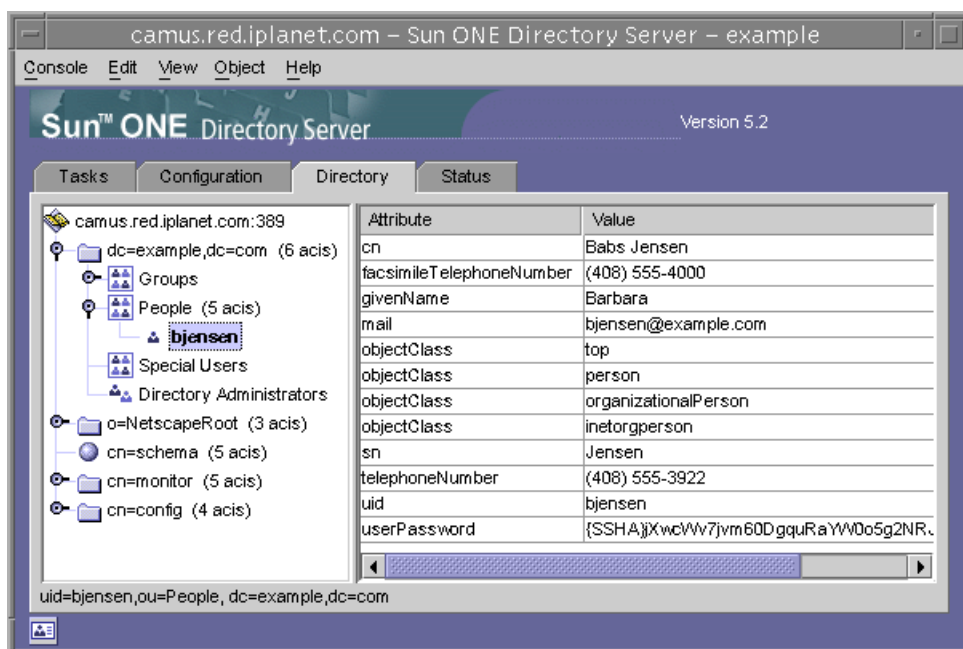 camus.red.iplanet.com – Sun ONE Directory Server – example
Console Edit View Object Help
Sun™ ONE Directory Server
Version 5.2
Tasks Configuration Directory Status
camus.red.iplanet.com:389
dc=example,dc=com (6 acis)
Groups
People (5 acis)
bjensen
Special Users
Directory Administrators
o=NetscapeRoot (3 acis)
cn=schema (5 acis)
cn=monitor (5 acis)
cn=config (4 acis)
Attribute Value
cn Babs Jensen
facsimileTelephoneNumber (408) 555-4000
givenName Barbara
mail bjensen@example.com
objectClass top
objectClass person
objectClass organizationalPerson
objectClass inetorgperson
sn Jensen
telephoneNumber (408) 555-3922
uid bjensen
userPassword
uid=bjensen,ou=People, dc=example,dc=com